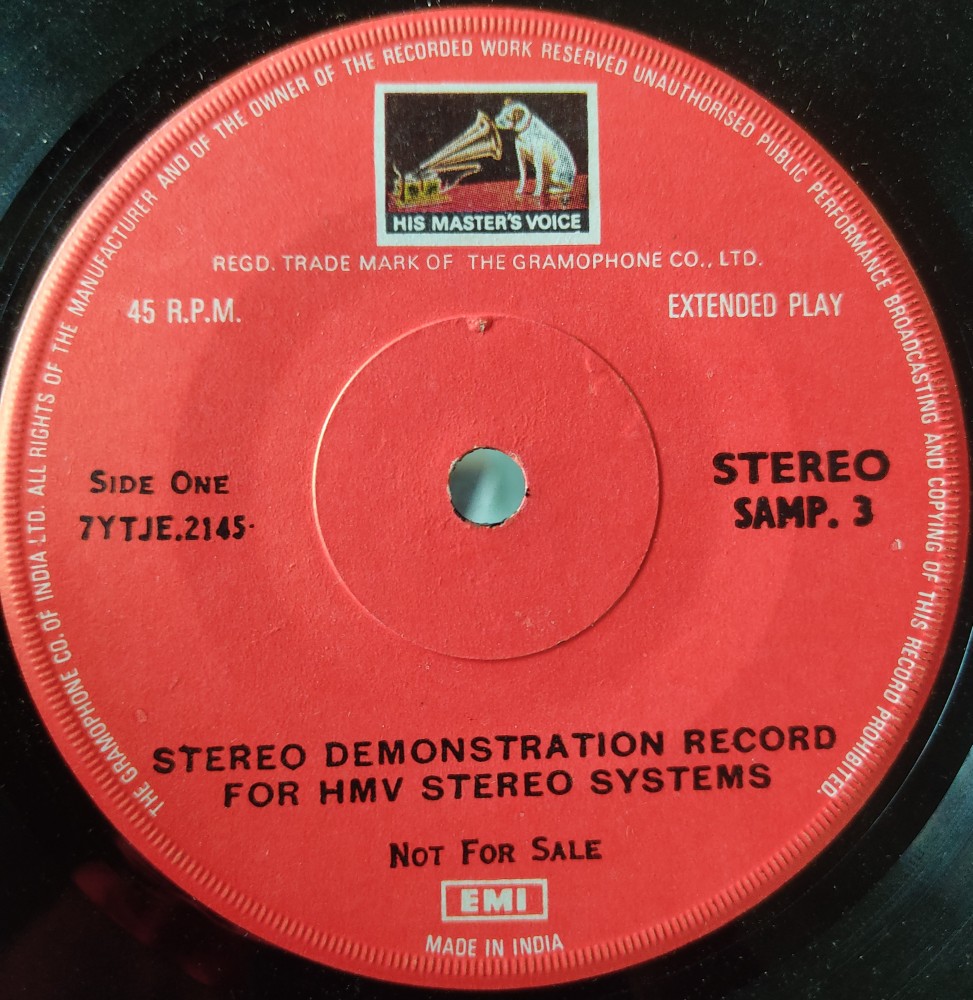 THE GRAMOPHONE CO. OF INDIA LTD. ALL RIGHTS OF THE MANUFACTURER AND OF THE OWNER OF THE RECORDED WORK RESERVED UNAUTHORISED PUBLIC PERFORMANCE BROADCASTING AND COPYING OF THIS RECORD PROHIBITED.
HIS MASTER'S VOICE
REGD. TRADE MARK OF THE GRAMOPHONE CO., LTD.
45 R.P.M.
EXTENDED PLAY
SIDE ONE
7YTJE.2145
STEREO
SAMP. 3
STEREO DEMONSTRATION RECORD
FOR HMV STEREO SYSTEMS
NOT FOR SALE
EMI
MADE IN INDIA